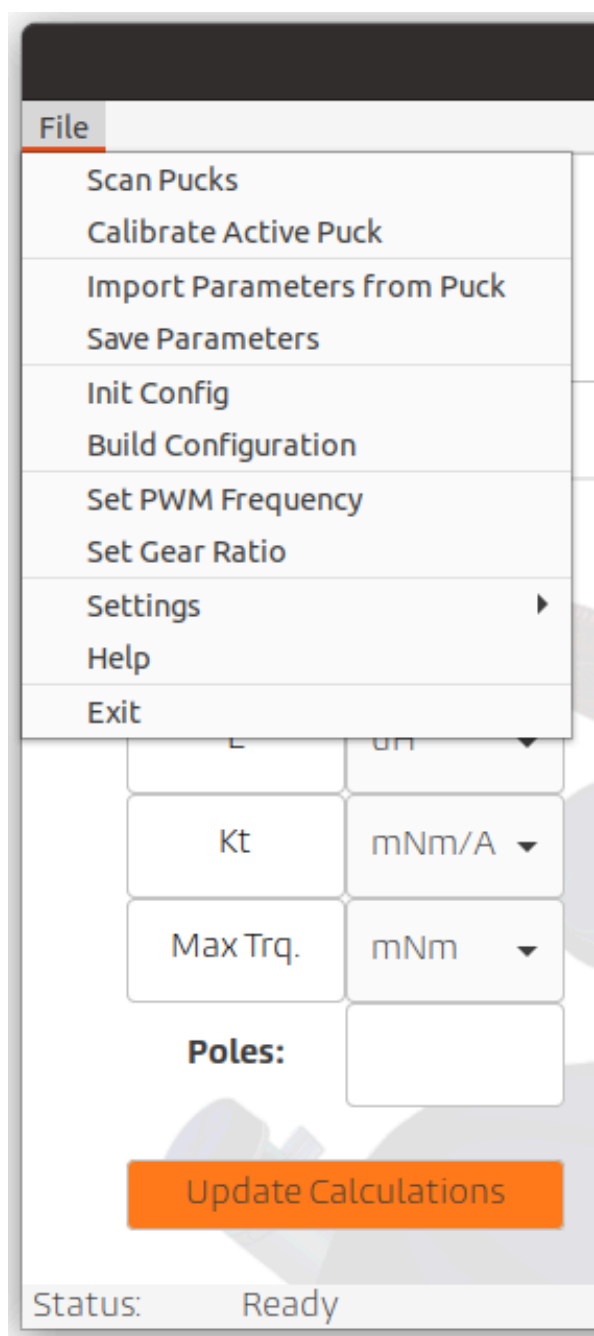 File
Scan Pucks
Calibrate Active Puck
Import Parameters from Puck
Save Parameters
Init Config
Build Configuration
Set PWM Frequency
Set Gear Ratio
Settings
Help
Exit
Kt mNm/A
Max Trq. mNm
Poles:
Update Calculations
Status: Ready